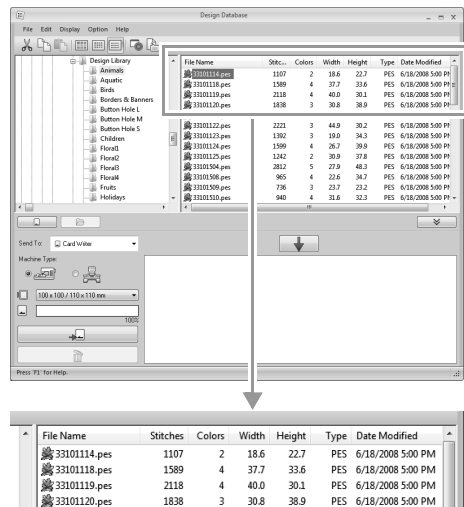 Design Database
File Edit Display Option Help
Design Library
Animals
Aquatic
Birds
Borders & Banners
Button Hole L
Button Hole M
Button Hole S
Children
Floral1
Floral2
Floral3
Floral4
Fruits
Holidays
File Name Stitc... Colors Width Height Type Date Modified
33101114.pes 1107 2 18.6 22.7 PES 6/18/2008 5:00 PM
33101118.pes 1589 4 37.7 33.6 PES 6/18/2008 5:00 PM
33101119.pes 2118 4 40.0 30.1 PES 6/18/2008 5:00 PM
33101120.pes 1838 3 30.8 38.9 PES 6/18/2008 5:00 PM
33101122.pes 2221 3 44.9 30.2 PES 6/18/2008 5:00 PM
33101123.pes 1392 3 19.0 34.3 PES 6/18/2008 5:00 PM
33101124.pes 1599 4 26.7 39.9 PES 6/18/2008 5:00 PM
33101125.pes 1242 2 30.9 37.8 PES 6/18/2008 5:00 PM
33101504.pes 2812 5 27.9 48.3 PES 6/18/2008 5:00 PM
33101508.pes 965 4 22.6 34.7 PES 6/18/2008 5:00 PM
33101509.pes 736 3 23.7 23.2 PES 6/18/2008 5:00 PM
33101510.pes 940 4 31.6 32.3 PES 6/18/2008 5:00 PM
Send To: Card Writer
Machine Type:
100 x 100 / 110 x 110 mm
100%
Press 'F1' for Help.
File Name Stitches Colors Width Height Type Date Modified
33101114.pes 1107 2 18.6 22.7 PES 6/18/2008 5:00 PM
33101118.pes 1589 4 37.7 33.6 PES 6/18/2008 5:00 PM
33101119.pes 2118 4 40.0 30.1 PES 6/18/2008 5:00 PM
33101120.pes 1838 3 30.8 38.9 PES 6/18/2008 5:00 PM